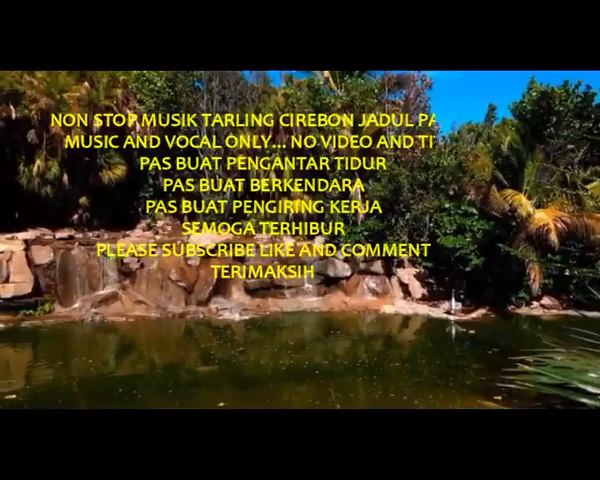 NON STOP MUSIK TARLING CIREBON JADUL
MUSIC AND VOCAL ONLY... NO VIDEO AND
PAS BUAT PENGANTAR TIDUR
PAS BUAT BERKENDARA
PAS BUAT PENGIRING KERJA
SEMOGA TERHIBUR
PLEASE SUBSCRIBE LIKE AND COMMENT
TERIMAKSIH